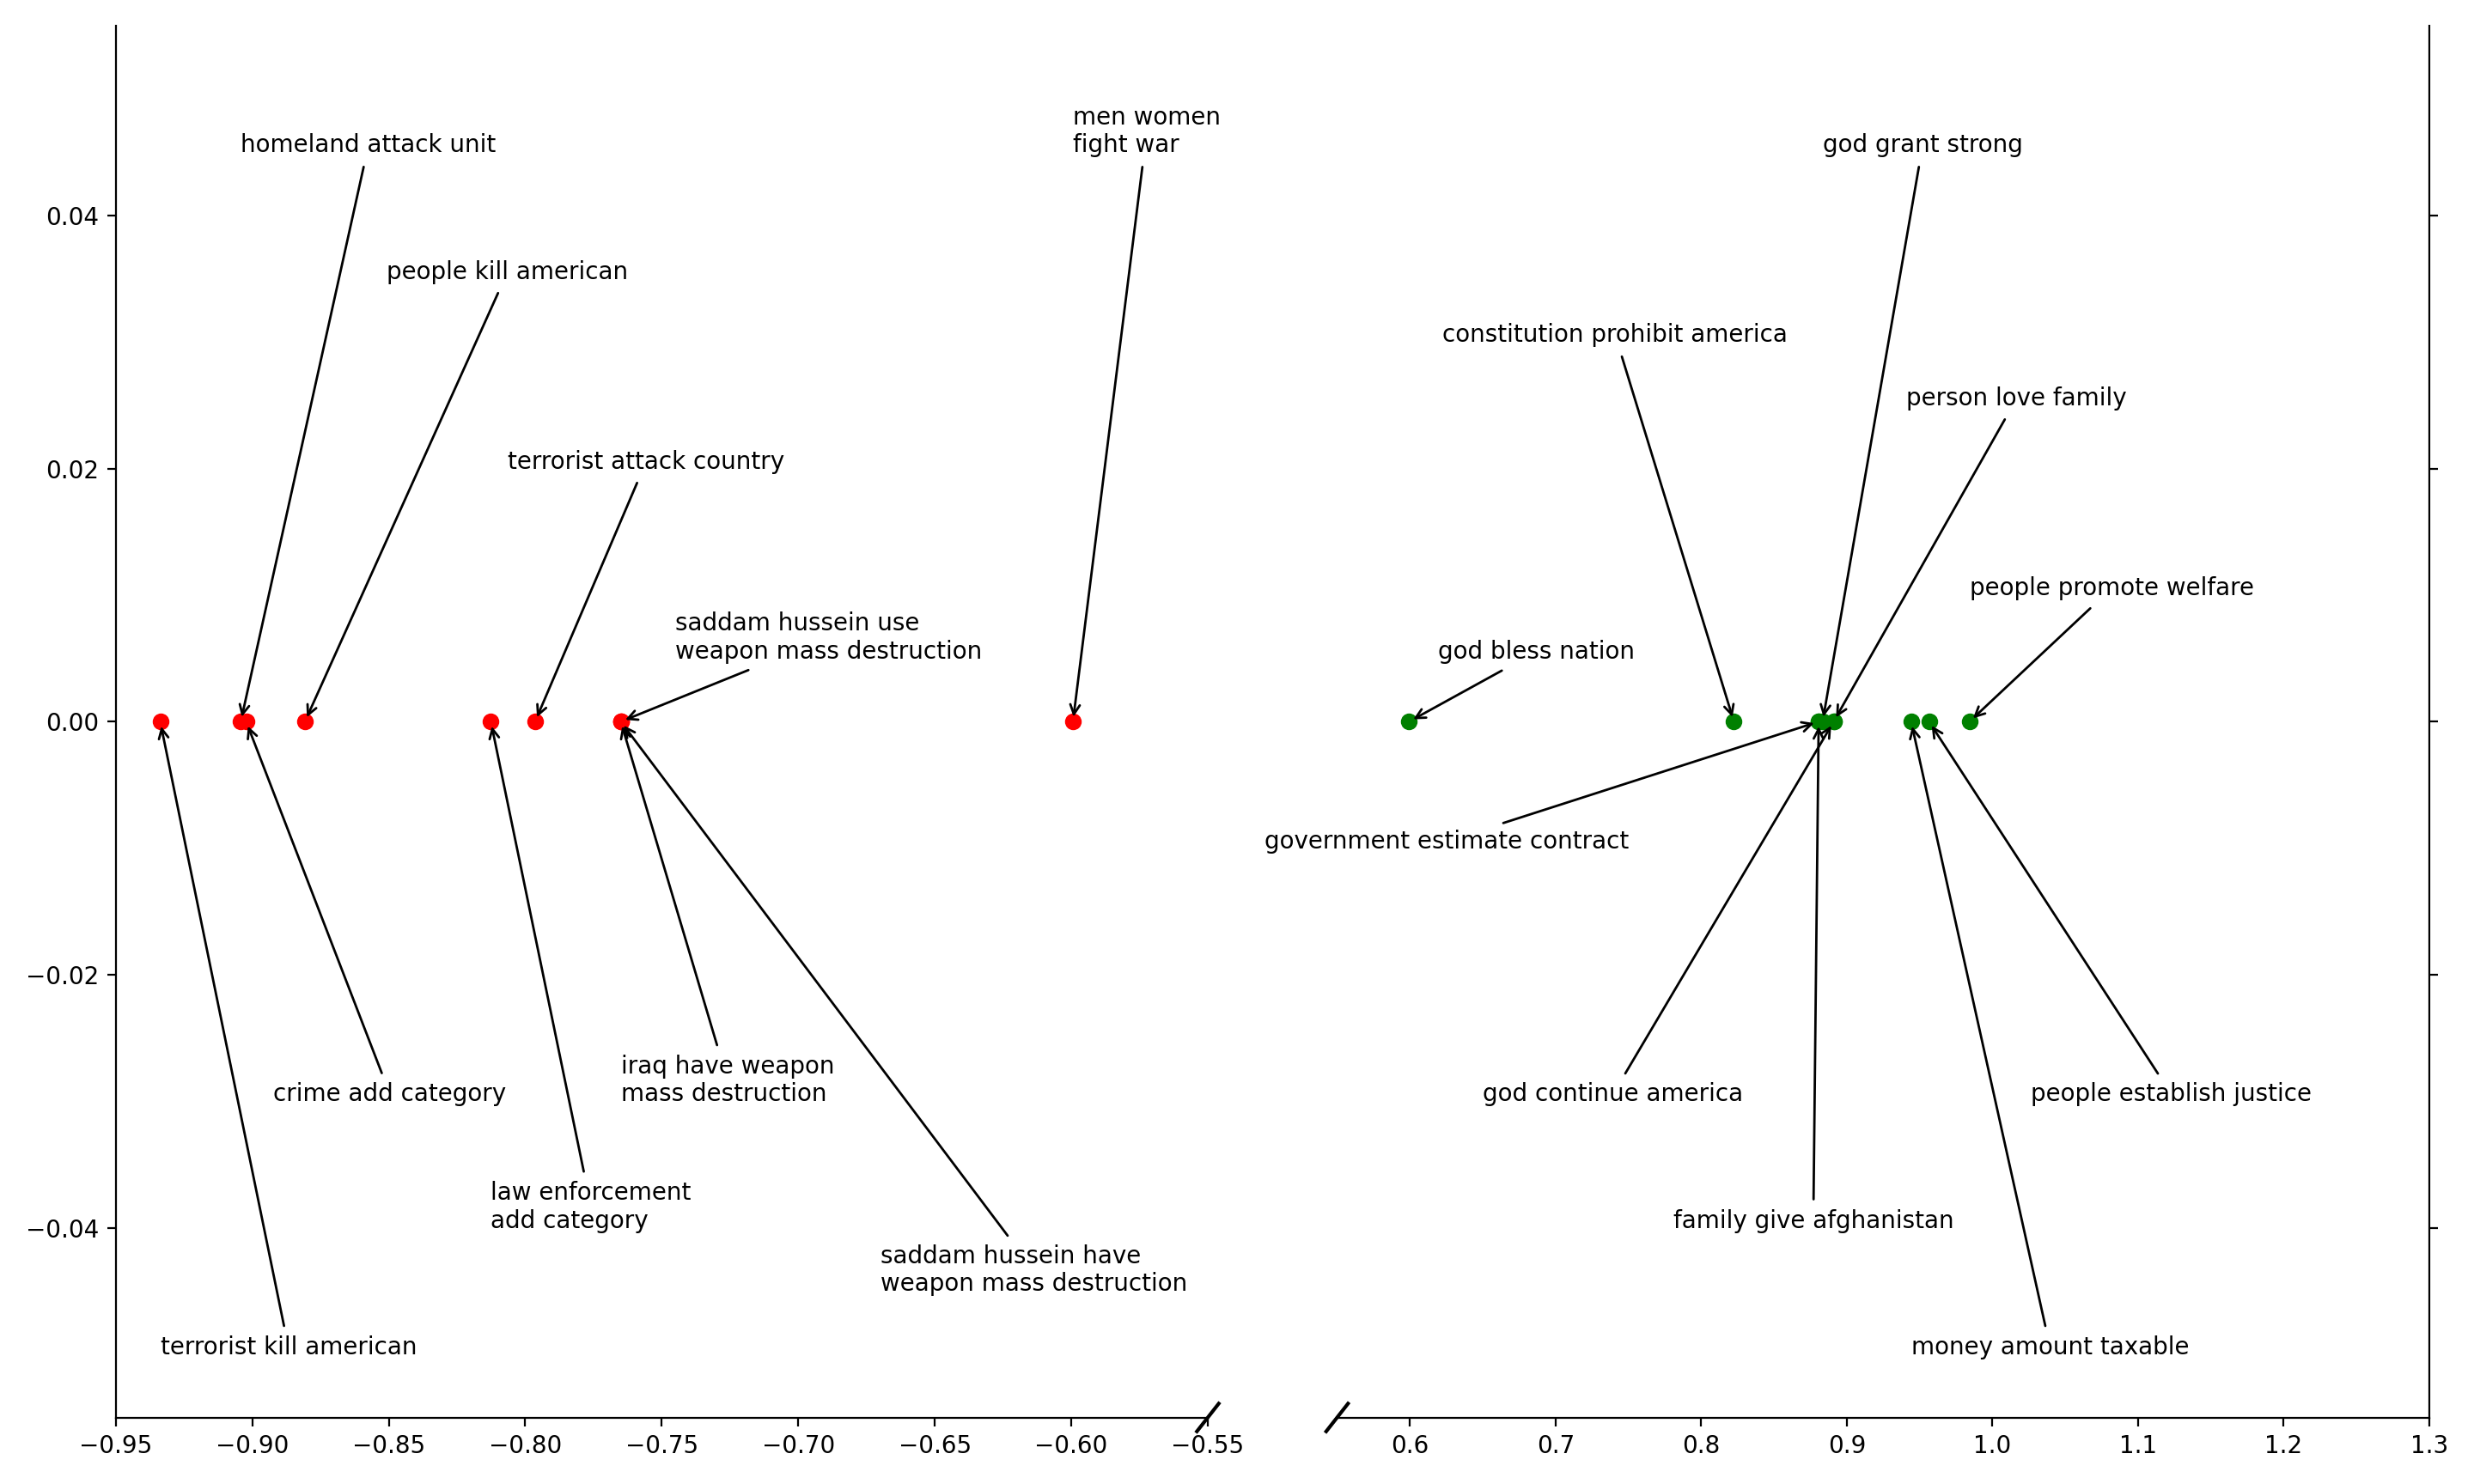 men women
fight war
homeland attack unit
god grant strong
0.04
people kill american
constitution prohibit america
person love family
terrorist attack country
0.02
people promote welfare
saddam hussein use
weapon mass destruction
god bless nation
0.00
government estimate contract
−0.02
iraq have weapon
mass destruction
crime add category
god continue america
people establish justice
law enforcement
add category
family give afghanistan
−0.04
saddam hussein have
weapon mass destruction
terrorist kill american
money amount taxable
−0.95 −0.90 −0.85 −0.80 −0.75 −0.70 −0.65 −0.60 −0.55 0.6 0.7 0.8 0.9 1.0 1.1 1.2 1.3